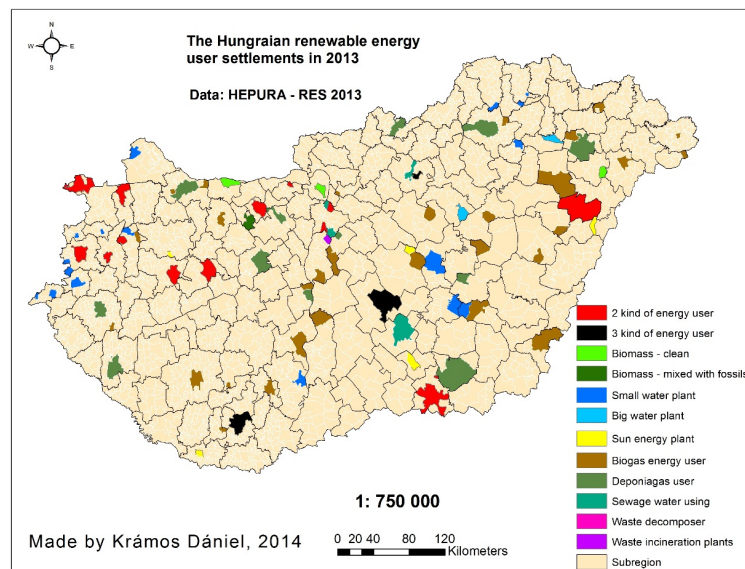 N
W E
S
The Hungraian renewable energy
user settlements in 2013
Data: HEPURA - RES 2013
2 kind of energy user
3 kind of energy user
Biomass - clean
Biomass - mixed with fossils
Small water plant
Big water plant
Sun energy plant
Biogas energy user
Deponiagas user
Sewage water using
Waste decomposer
Waste incineration plants
Subregion
1: 750 000
Made by Krámos Dániel, 2014
0 20 40 80 120
Kilometers